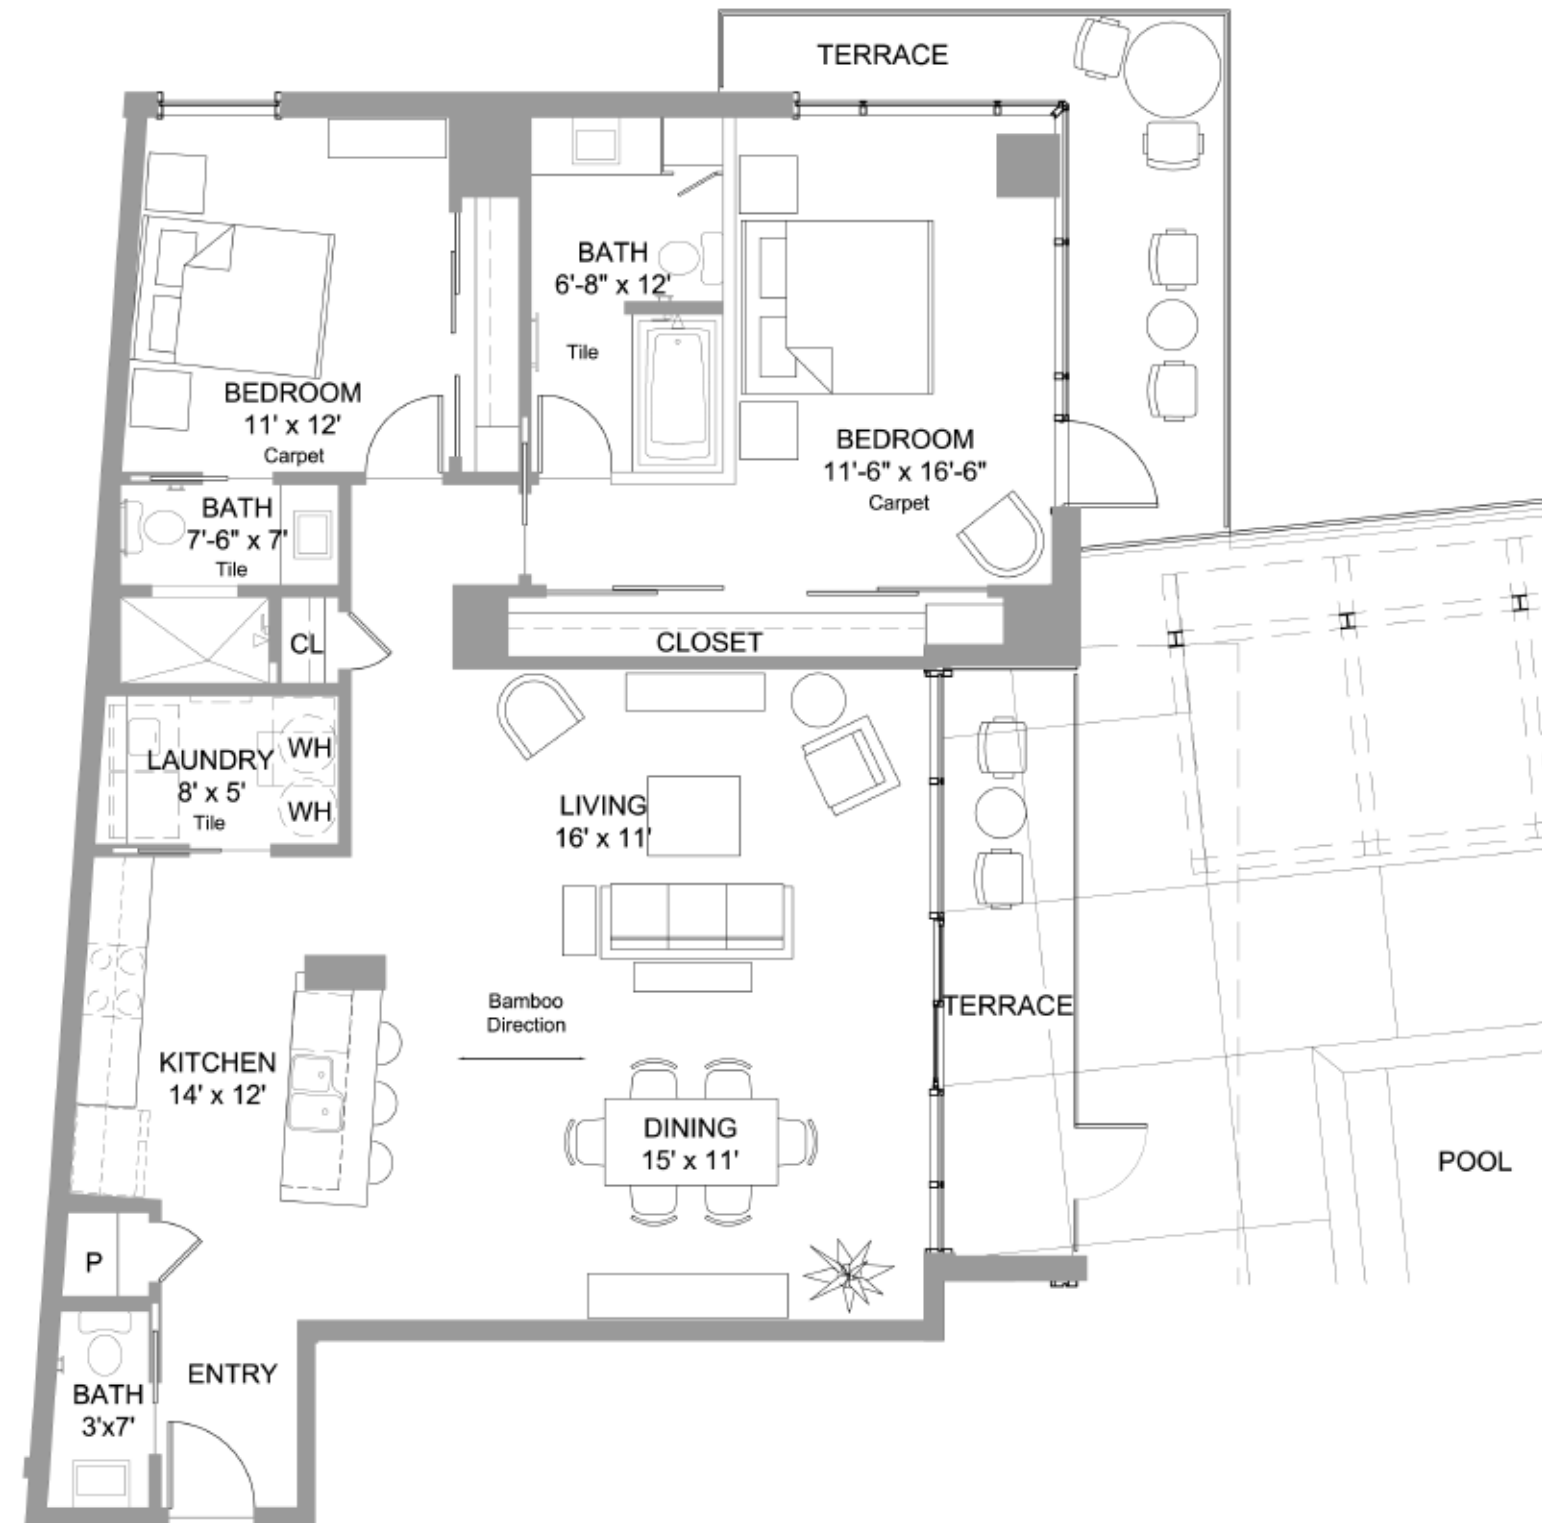 TERRACE
BATH
6'-8" x 12'
Tile
BEDROOM
11' x 12'
Carpet
BEDROOM
11'-6" x 16'-6"
Carpet
BATH
7'-6" x 7'
Tile
CL
CLOSET
LAUNDRY
8' x 5'
Tile
WH
WH
LIVING
16' x 11'
Bamboo
Direction
TERRACE
KITCHEN
14' x 12'
DINING
15' x 11'
POOL
P
ENTRY
BATH
3'x7'